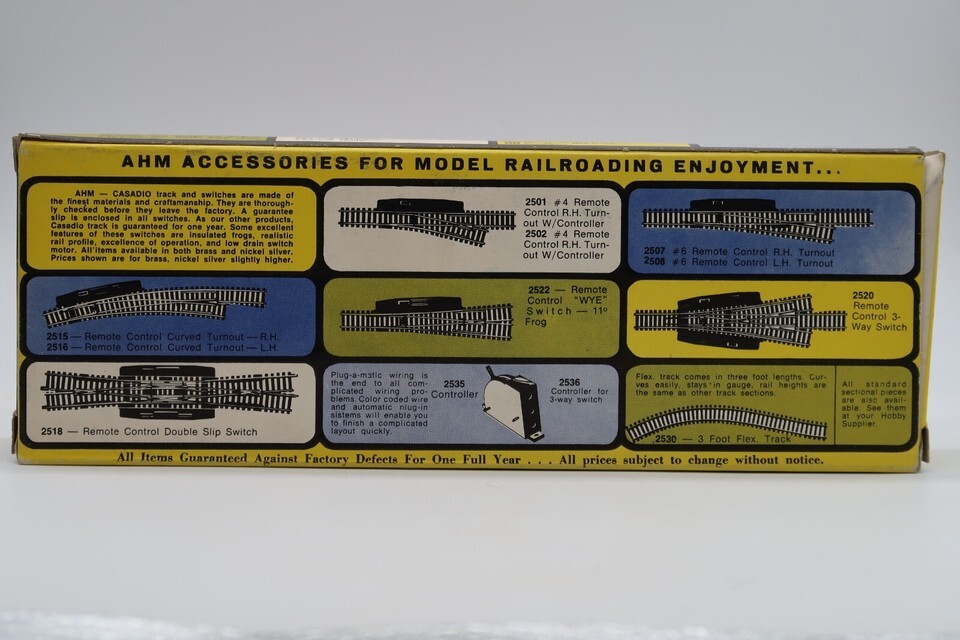 AHM ACCESSORIES FOR MODEL RAILROADING ENJOYMENT...
AHM — CASADIO track and switches are made of
the finest materials and craftsmanship. They are thorough-
ly checked before they leave the factory. A guarantee
slip is enclosed in all switches. As our other products,
Casadio track is guaranteed for one year. Some excellent
features of these switches are insulated frogs, realistic
rail profile, excellence of operation, and low drain switch
motor. All items available in both brass and nickel silver.
Prices shown are for brass, nickel silver slightly higher.
2501 #4 Remote
Control R.H. Turn-
out W/Controller
2502 #4 Remote
Control R.H. Turn-
out W/Controller
2507 #6 Remote Control R.H. Turnout
2508 #6 Remote Control L.H. Turnout
2515 — Remote Control Curved Turnout — R.H.
2516 — Remote Control Curved Turnout — L.H.
2522 — Remote
Control "WYE"
Switch — 11º
Frog
2520
Remote
Control 3-
Way Switch
2518 — Remote Control Double Slip Switch
Plug-a-matic wiring is
the end to all com-
plicated wiring pro-
blems. Color coded wire
and automatic plug-in
sistems will enable you
to finish a complicated
layout quickly.
2535
Controller
2536
Controller for
3-way switch
Flex. track comes in three foot lengths. Cur-
ves easily, stays in gauge, rail heights are
the same as other track sections.
2530 — 3 Foot Flex. Track
All standard
sectional pieces
are also avail-
able. See them
at your Hobby
Supplier.
All Items Guaranteed Against Factory Defects For One Full Year . . . All prices subject to change without notice.